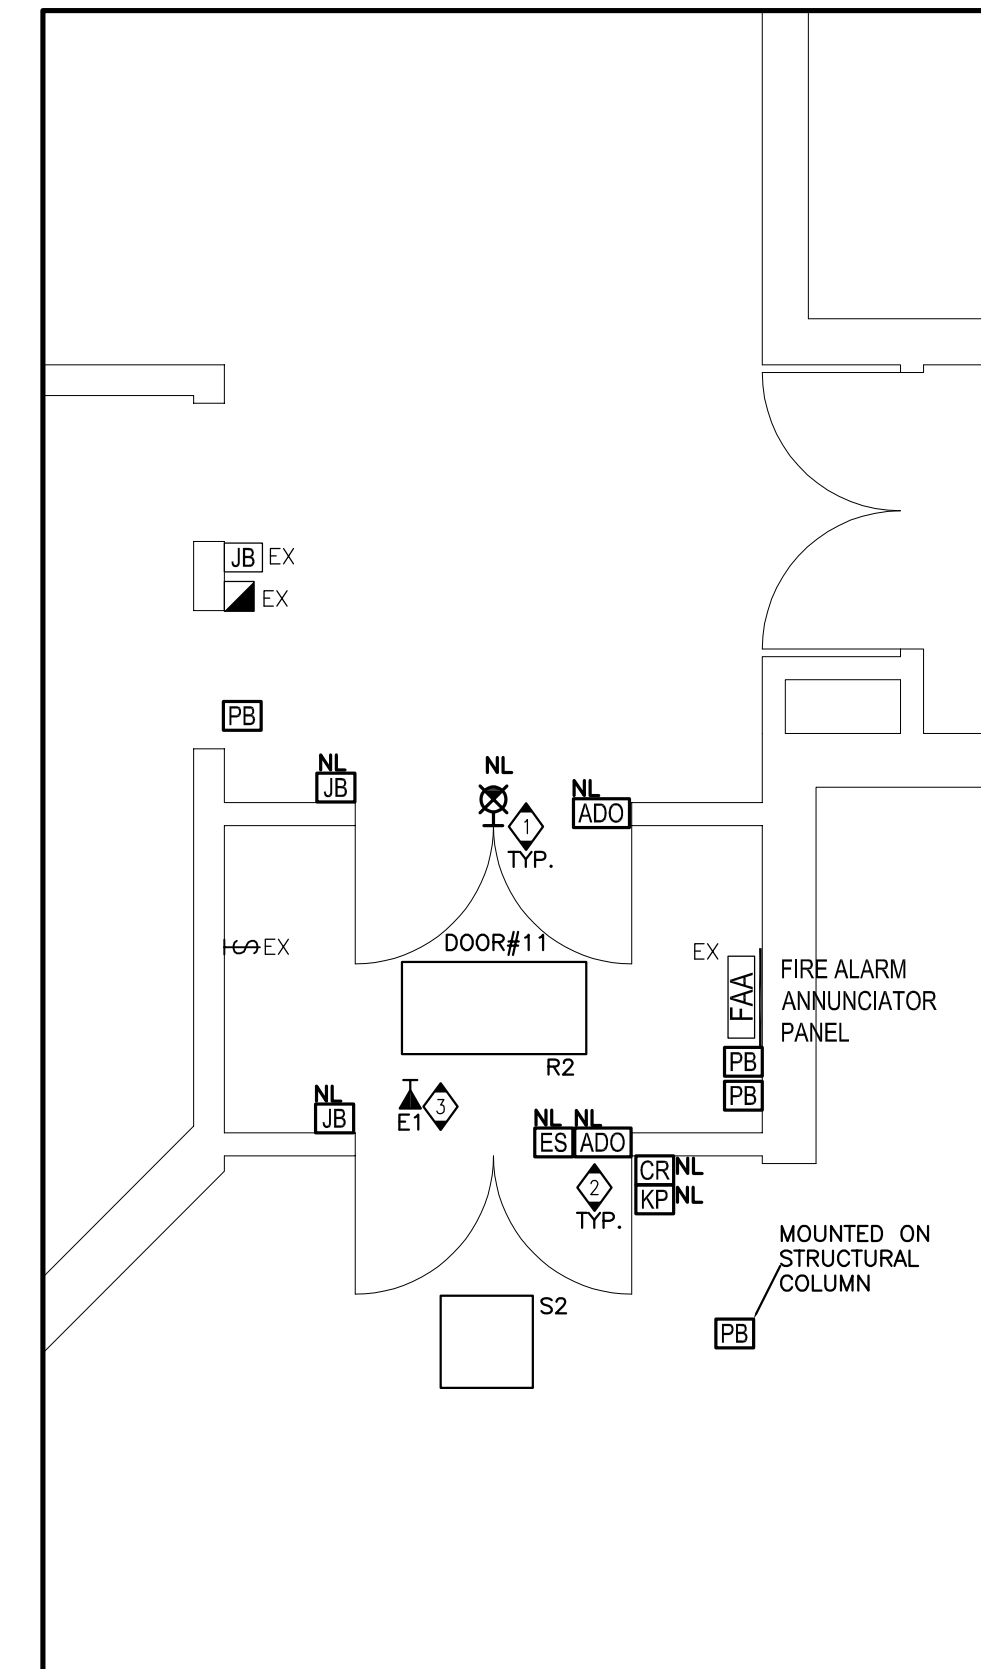 JB EX
EX
PB
NL
JB
NL
NL
ADO
1
TYP.
DOOR#11
S EX
EX
FAA
FIRE ALARM
ANNUNCIATOR
PANEL
R2
PB
PB
NL
JB
E1
3
NL NL
ES ADO
CR NL
KP NL
2
TYP.
MOUNTED ON
STRUCTURAL
COLUMN
S2
PB